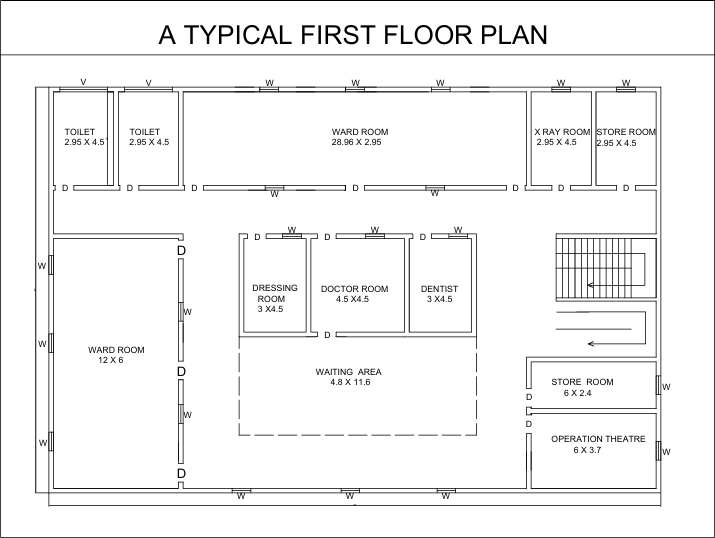 A TYPICAL FIRST FLOOR PLAN
V V W W W W W
TOILET
2.95 X 4.5
TOILET
2.95 X 4.5
WARD ROOM
28.96 X 2.95
X RAY ROOM
2.95 X 4.5
STORE ROOM
2.95 X 4.5
D D D W D W D D D
D W D W D W
D
W
DRESSING
ROOM
3 X4.5
DOCTOR ROOM
4.5 X4.5
DENTIST
3 X4.5
W
D
W
WARD ROOM
12 X 6
D
WAITING AREA
4.8 X 11.6
STORE ROOM
6 X 2.4
W
D
D
W
W
OPERATION THEATRE
6 X 3.7
W
D
W W W